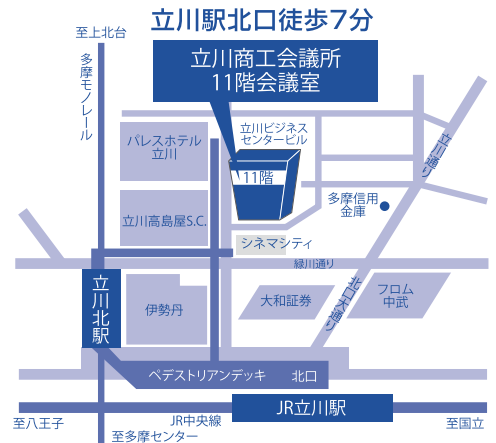 立川駅北口徒歩7分
至上北台
立川商工会議所
11階会議室
多摩モノレール
立川ビジネス
センタービル
パレスホテル
立川
立川通り
11階
多摩信用
金庫
立川高島屋S.C.
シネマシティ
緑川通り
立川北駅
伊勢丹
大和証券
北口大通り
フロム
中武
ペデストリアンデッキ
北口
JR立川駅
至八王子
JR中央線
至国立
至多摩センター